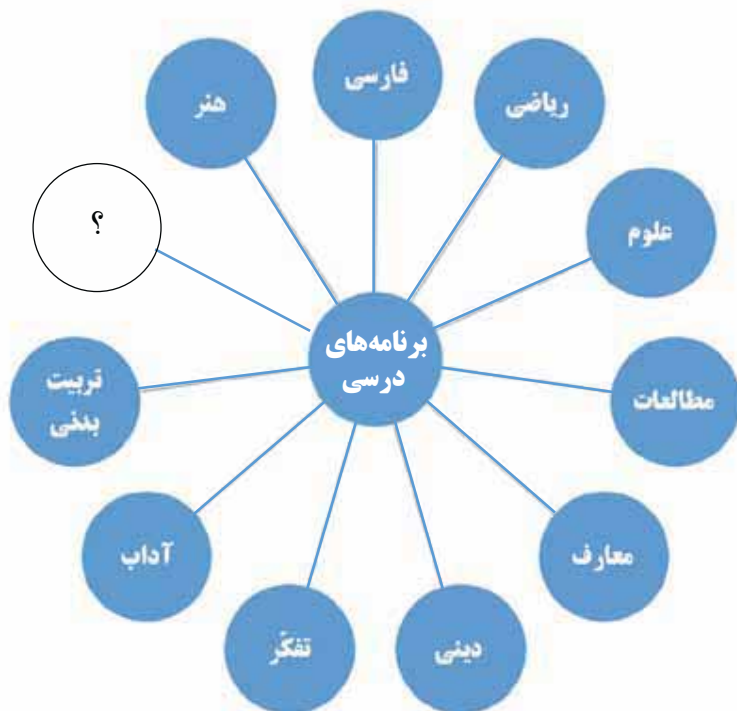 فارسی
ریاضی
هنر
علوم
؟
برنامه‌های
درسی
مطالعات
تربیت
بدنی
معارف
آداب
دینی
تفکّر